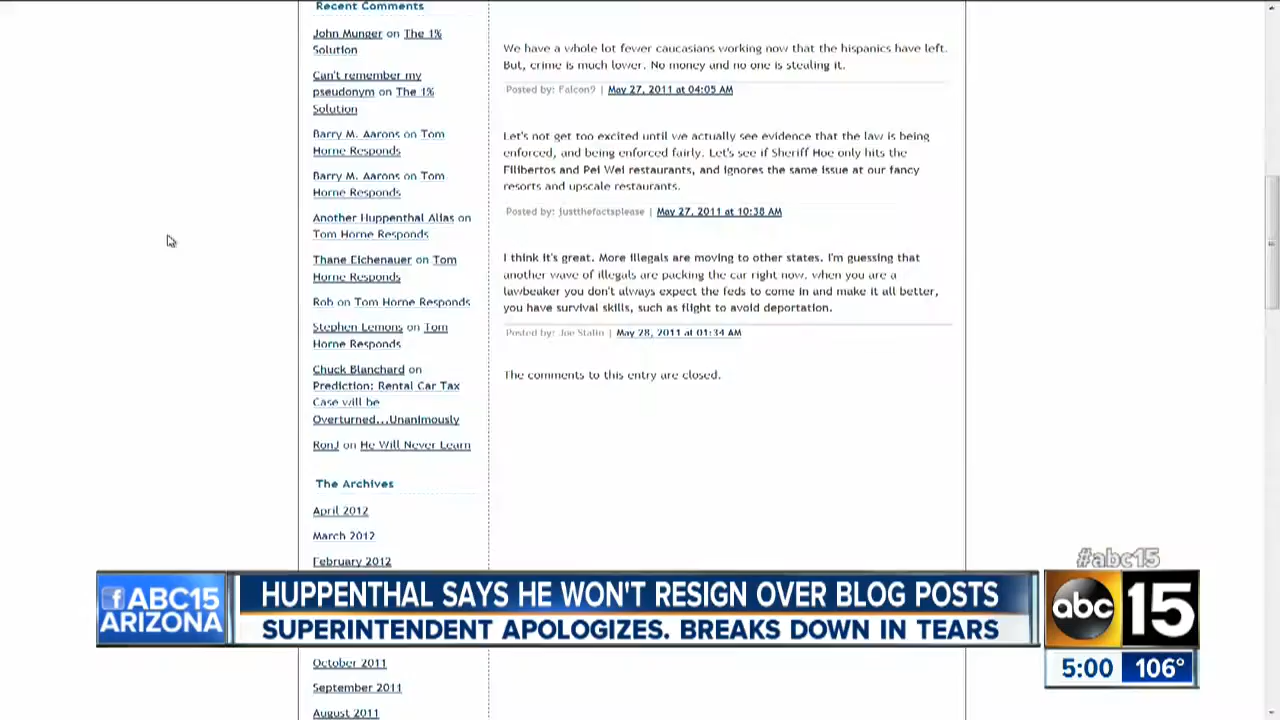 Recent Comments
John Munger on The 1%
Solution
Can't remember my
pseudonym on The 1%
Solution
Barry M. Aarons on Tom
Horne Responds
Barry M. Aarons on Tom
Horne Responds
Another Huppenthal Alias on
Tom Horne Responds
Thane Eichenauer on Tom
Horne Responds
Rob on Tom Horne Responds
Stephen Lemons on Tom
Horne Responds
Chuck Blanchard on
Prediction: Rental Car Tax
Case will be
Overturned...Unanimously
RonJ on He Will Never Learn
The Archives
April 2012
March 2012
February 2012
October 2011
September 2011
August 2011
We have a whole lot fewer caucasians working now that the hispanics have left.
But, crime is much lower. No money and no one is stealing it.
Posted by: Falcon9 | May 27, 2011 at 04:05 AM
Let's not get too excited until we actually see evidence that the law is being
enforced, and being enforced fairly. Let's see if Sheriff Hoe only hits the
Filibertos and Pei Wei restaurants, and ignores the same issue at our fancy
resorts and upscale restaurants.
Posted by: justthefactsplease | May 27, 2011 at 10:38 AM
I think it's great. More illegals are moving to other states. I'm guessing that
another wave of illegals are packing the car right now. when you are a
lawbeaker you don't always expect the feds to come in and make it all better,
you have survival skills, such as flight to avoid deportation.
Posted by: Joe Stalin | May 28, 2011 at 01:34 AM
The comments to this entry are closed.
#abc15
f ABC15
ARIZONA
HUPPENTHAL SAYS HE WON'T RESIGN OVER BLOG POSTS
SUPERINTENDENT APOLOGIZES. BREAKS DOWN IN TEARS
abc 15
5:00 106°